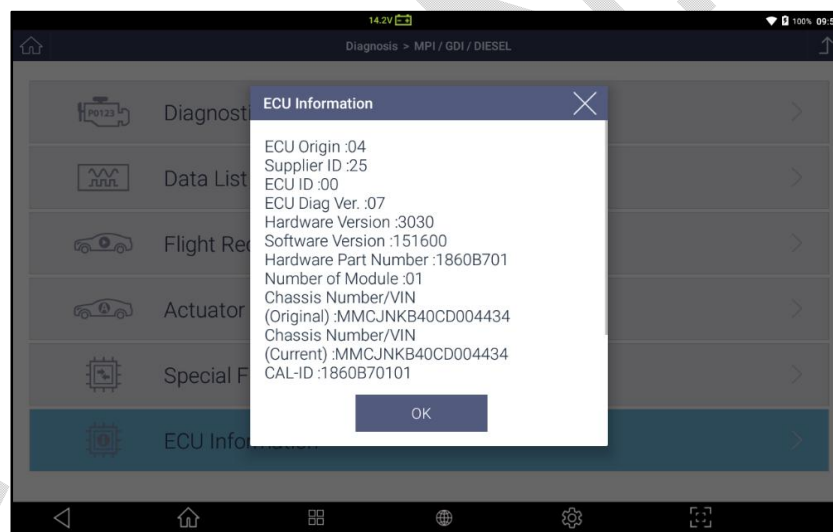 14.2V
100% 09:5
Diagnosis > MPI / GDI / DIESEL
P0123
Diagnosti
Data List
Flight Rec
Actuator
Special F
ECU Information
ECU Information
ECU Origin :04
Supplier ID :25
ECU ID :00
ECU Diag Ver. :07
Hardware Version :3030
Software Version :151600
Hardware Part Number :1860B701
Number of Module :01
Chassis Number/VIN
(Original) :MMCJNKB40CD004434
Chassis Number/VIN
(Current) :MMCJNKB40CD004434
CAL-ID :1860B70101
OK